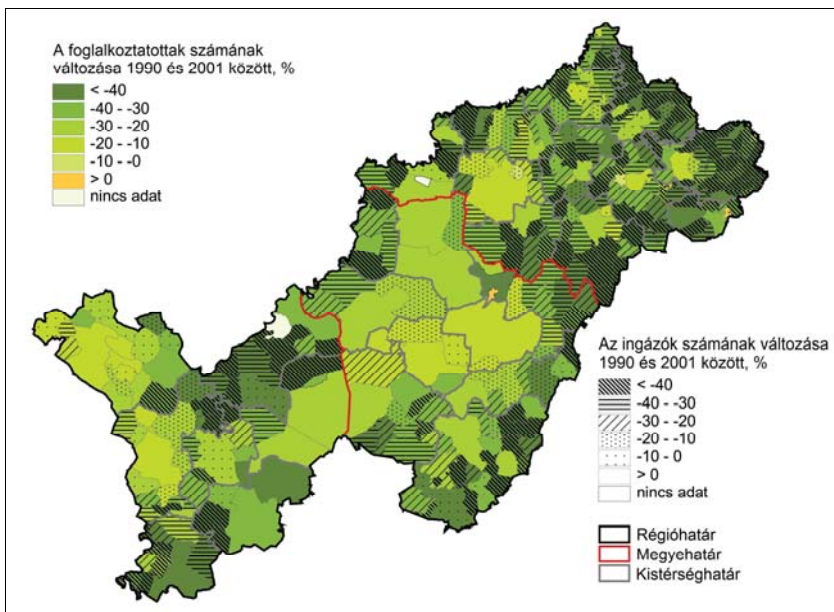 A foglalkoztatottak számának
változása 1990 és 2001 között, %
< -40
-40 - -30
-30 - -20
-20 - -10
-10 - -0
> 0
nincs adat
Az ingázók számának változása
1990 és 2001 között, %
< -40
-40 - -30
-30 - -20
-20 - -10
-10 - 0
> 0
nincs adat
Régióhatár
Megyehatár
Kistérséghatár